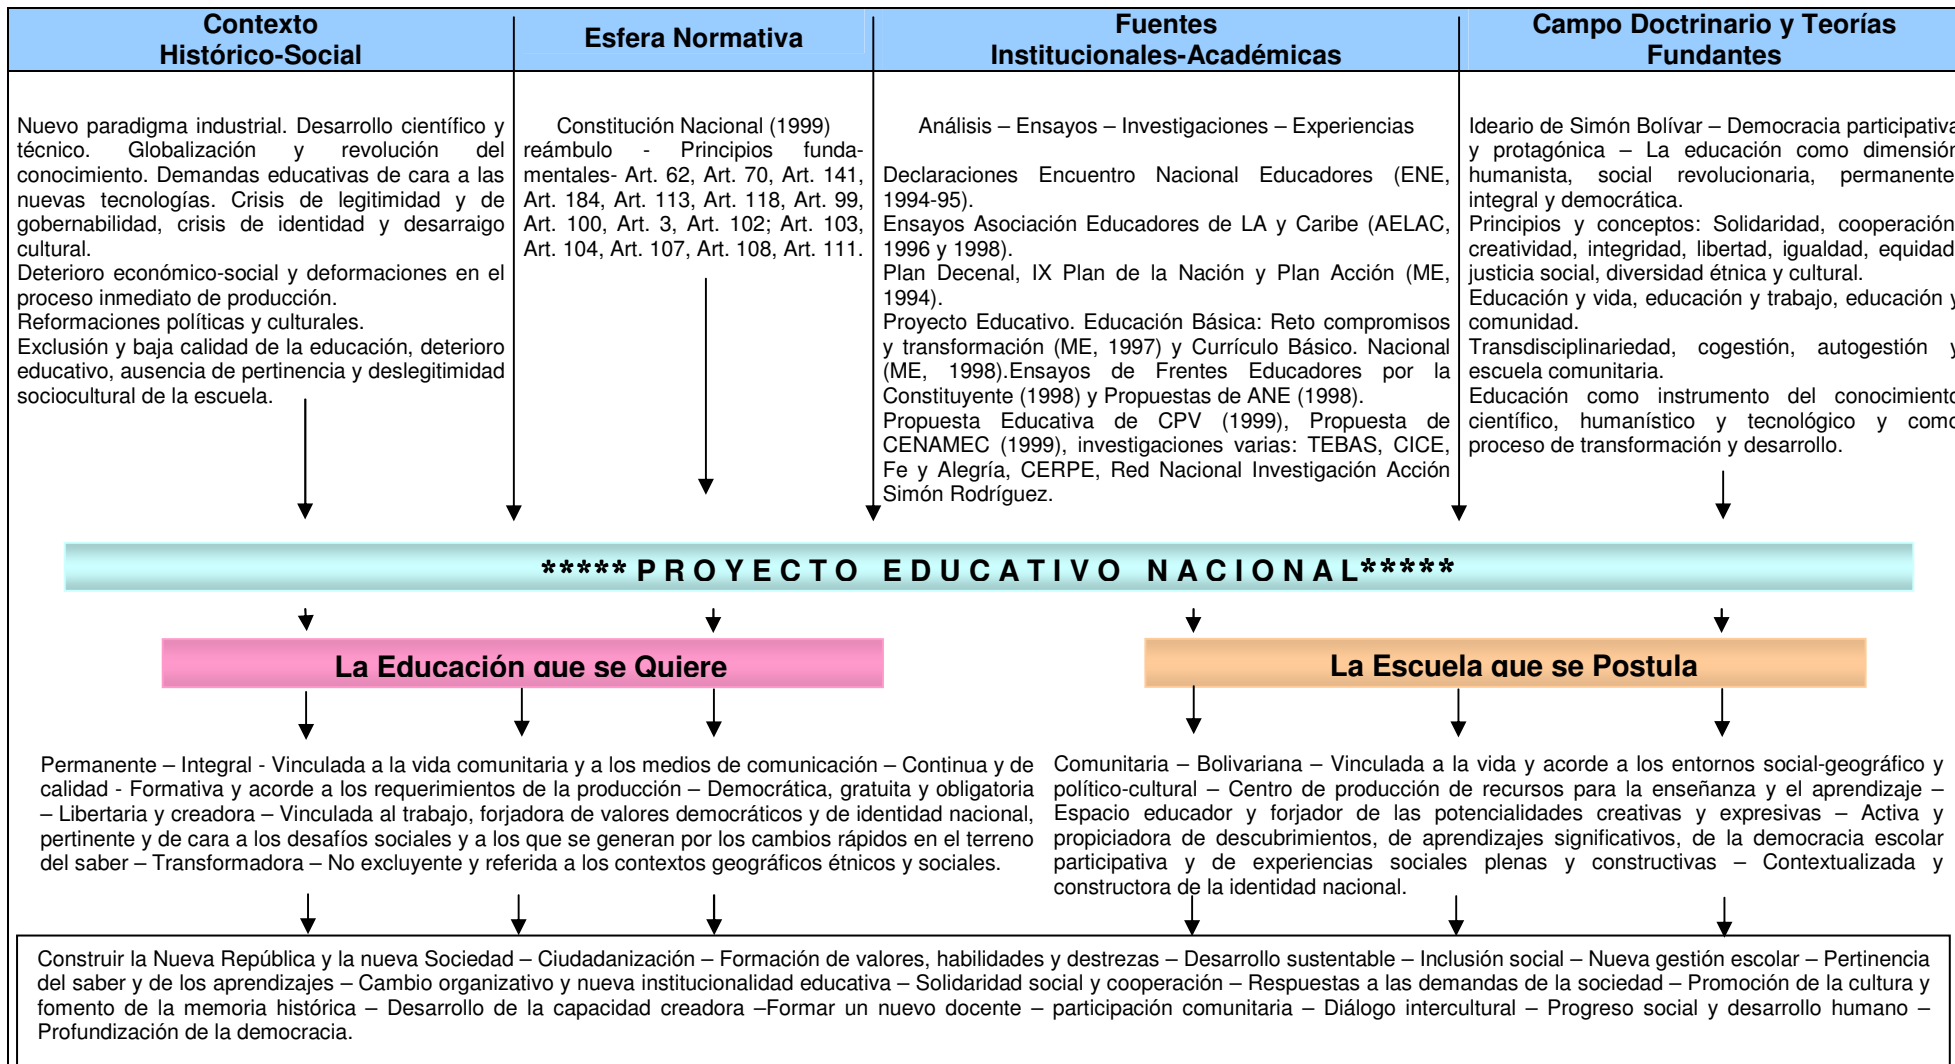 Contexto
Histórico-Social
Esfera Normativa
Fuentes
Institucionales-Académicas
Campo Doctrinario y Teorías
Fundantes
Nuevo paradigma industrial. Desarrollo científico y
técnico. Globalización y revolución del
conocimiento. Demandas educativas de cara a las
nuevas tecnologías. Crisis de legitimidad y de
gobernabilidad, crisis de identidad y desarraigo
cultural.
Deterioro económico-social y deformaciones en el
proceso inmediato de producción.
Reformaciones políticas y culturales.
Exclusión y baja calidad de la educación, deterioro
educativo, ausencia de pertinencia y deslegitimidad
sociocultural de la escuela.
Constitución Nacional (1999)
reámbulo - Principios funda-
mentales- Art. 62, Art. 70, Art. 141,
Art. 184, Art. 113, Art. 118, Art. 99,
Art. 100, Art. 3, Art. 102; Art. 103,
Art. 104, Art. 107, Art. 108, Art. 111.
Análisis – Ensayos – Investigaciones – Experiencias
Declaraciones Encuentro Nacional Educadores (ENE,
1994-95).
Ensayos Asociación Educadores de LA y Caribe (AELAC,
1996 y 1998).
Plan Decenal, IX Plan de la Nación y Plan Acción (ME,
1994).
Proyecto Educativo. Educación Básica: Reto compromisos
y transformación (ME, 1997) y Currículo Básico. Nacional
(ME, 1998).Ensayos de Frentes Educadores por la
Constituyente (1998) y Propuestas de ANE (1998).
Propuesta Educativa de CPV (1999), Propuesta de
CENAMEC (1999), investigaciones varias: TEBAS, CICE,
Fe y Alegría, CERPE, Red Nacional Investigación Acción
Simón Rodríguez.
Ideario de Simón Bolívar – Democracia participativa
y protagónica – La educación como dimensión
humanista, social revolucionaria, permanente
integral y democrática.
Principios y conceptos: Solidaridad, cooperación
creatividad, integridad, libertad, igualdad, equidad
justicia social, diversidad étnica y cultural.
Educación y vida, educación y trabajo, educación y
comunidad.
Transdisciplinariedad, cogestión, autogestión y
escuela comunitaria.
Educación como instrumento del conocimiento
científico, humanístico y tecnológico y como
proceso de transformación y desarrollo.
***** P R O Y E C T O E D U C A T I V O N A C I O N A L *****
La Educación que se Quiere
La Escuela que se Postula
Permanente – Integral - Vinculada a la vida comunitaria y a los medios de comunicación – Continua y de
calidad - Formativa y acorde a los requerimientos de la producción – Democrática, gratuita y obligatoria
– Libertaria y creadora – Vinculada al trabajo, forjadora de valores democráticos y de identidad nacional,
pertinente y de cara a los desafíos sociales y a los que se generan por los cambios rápidos en el terreno
del saber – Transformadora – No excluyente y referida a los contextos geográficos étnicos y sociales.
Comunitaria – Bolivariana – Vinculada a la vida y acorde a los entornos social-geográfico y
político-cultural – Centro de producción de recursos para la enseñanza y el aprendizaje –
Espacio educador y forjador de las potencialidades creativas y expresivas – Activa y
propiciadora de descubrimientos, de aprendizajes significativos, de la democracia escolar
participativa y de experiencias sociales plenas y constructivas – Contextualizada y
constructora de la identidad nacional.
Construir la Nueva República y la nueva Sociedad – Ciudadanización – Formación de valores, habilidades y destrezas – Desarrollo sustentable – Inclusión social – Nueva gestión escolar – Pertinencia
del saber y de los aprendizajes – Cambio organizativo y nueva institucionalidad educativa – Solidaridad social y cooperación – Respuestas a las demandas de la sociedad – Promoción de la cultura y
fomento de la memoria histórica – Desarrollo de la capacidad creadora –Formar un nuevo docente – participación comunitaria – Diálogo intercultural – Progreso social y desarrollo humano –
Profundización de la democracia.